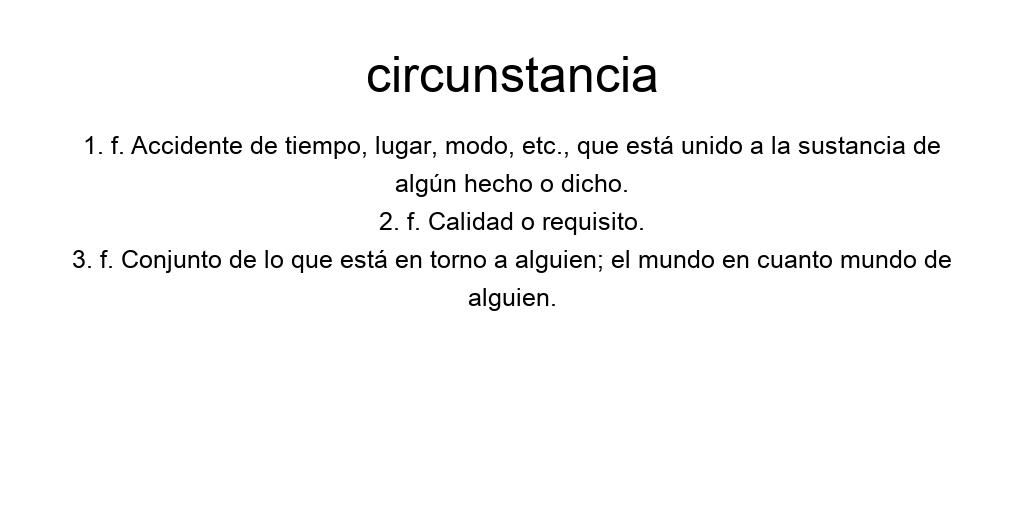 circunstancia
1. f. Accidente de tiempo, lugar, modo, etc., que está unido a la sustancia de
algún hecho o dicho.
2. f. Calidad o requisito.
3. f. Conjunto de lo que está en torno a alguien; el mundo en cuanto mundo de
alguien.